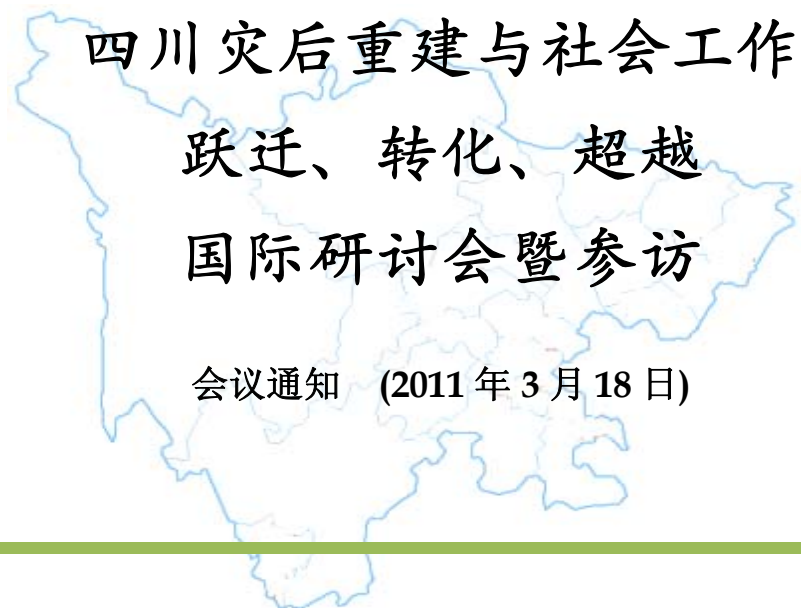 四川灾后重建与社会工作
跃迁、转化、超越
国际研讨会暨参访
会议通知 (2011 年 3 月 18 日)